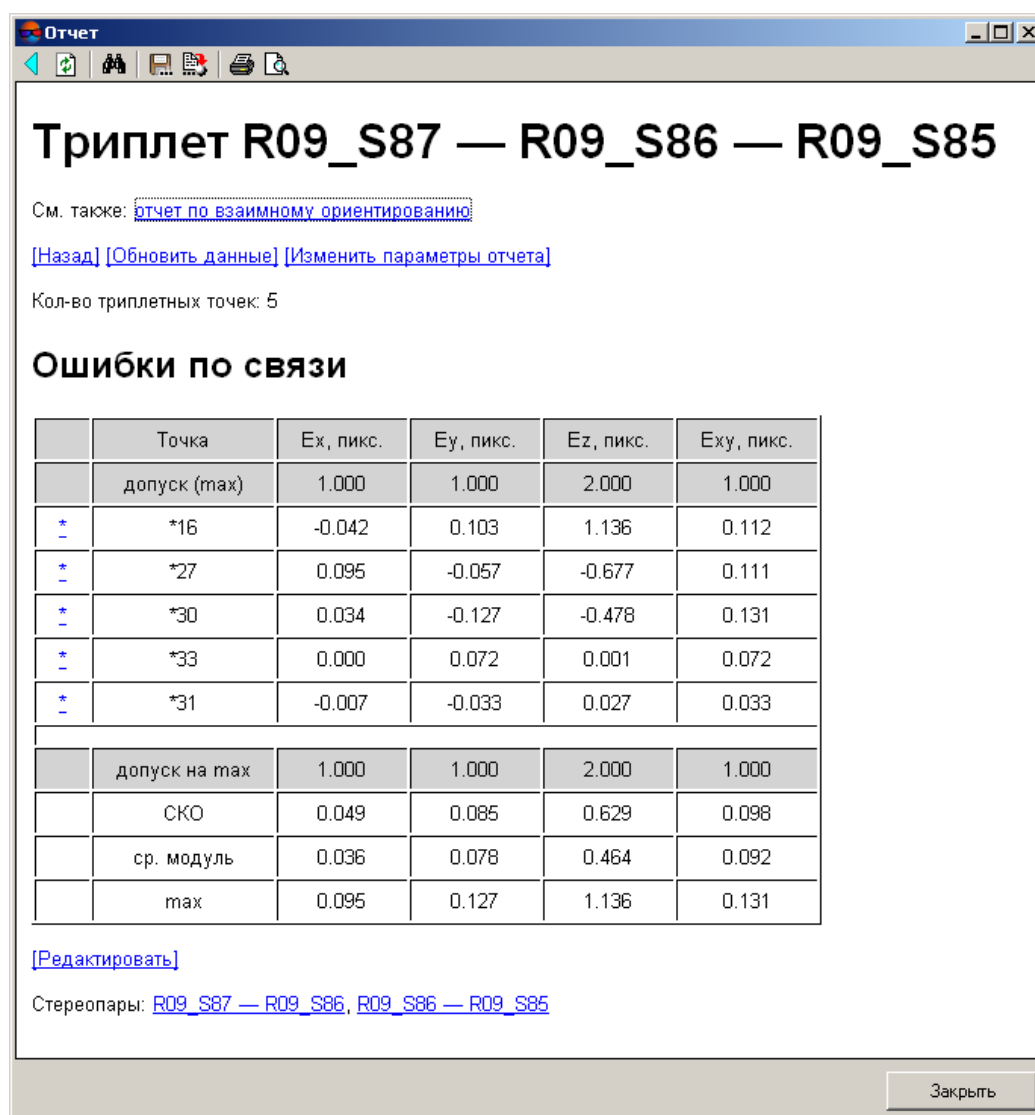 Отчет
Триплет R09_S87 — R09_S86 — R09_S85
См. также: отчет по взаимному ориентированию
[Назад] [Обновить данные] [Изменить параметры отчета]
Кол-во триплетных точек: 5
Ошибки по связи
Точка Ex, пикс. Ey, пикс. Ez, пикс. Exy, пикс.
допуск (max) 1.000 1.000 2.000 1.000
* *16 -0.042 0.103 1.136 0.112
* *27 0.095 -0.057 -0.677 0.111
* *30 0.034 -0.127 -0.478 0.131
* *33 0.000 0.072 0.001 0.072
* *31 -0.007 -0.033 0.027 0.033
допуск на max 1.000 1.000 2.000 1.000
СКО 0.049 0.085 0.629 0.098
ср. модуль 0.036 0.078 0.464 0.092
max 0.095 0.127 1.136 0.131
[Редактировать]
Стереопары: R09_S87 — R09_S86, R09_S86 — R09_S85
Закрыть